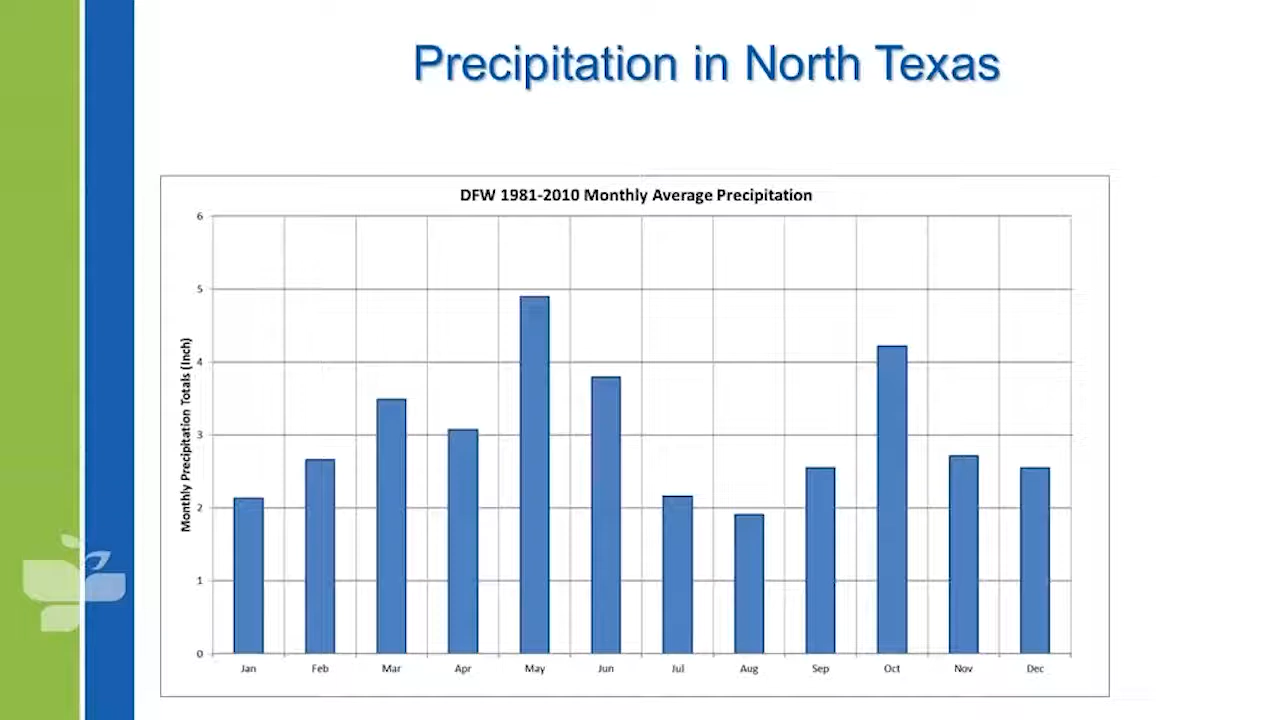 Precipitation in North Texas
DFW 1981-2010 Monthly Average Precipitation
Monthly Precipitation Totals (Inch)
6
5
4
3
2
1
0
Jan Feb Mar Apr May Jun Jul Aug Sep Oct Nov Dec